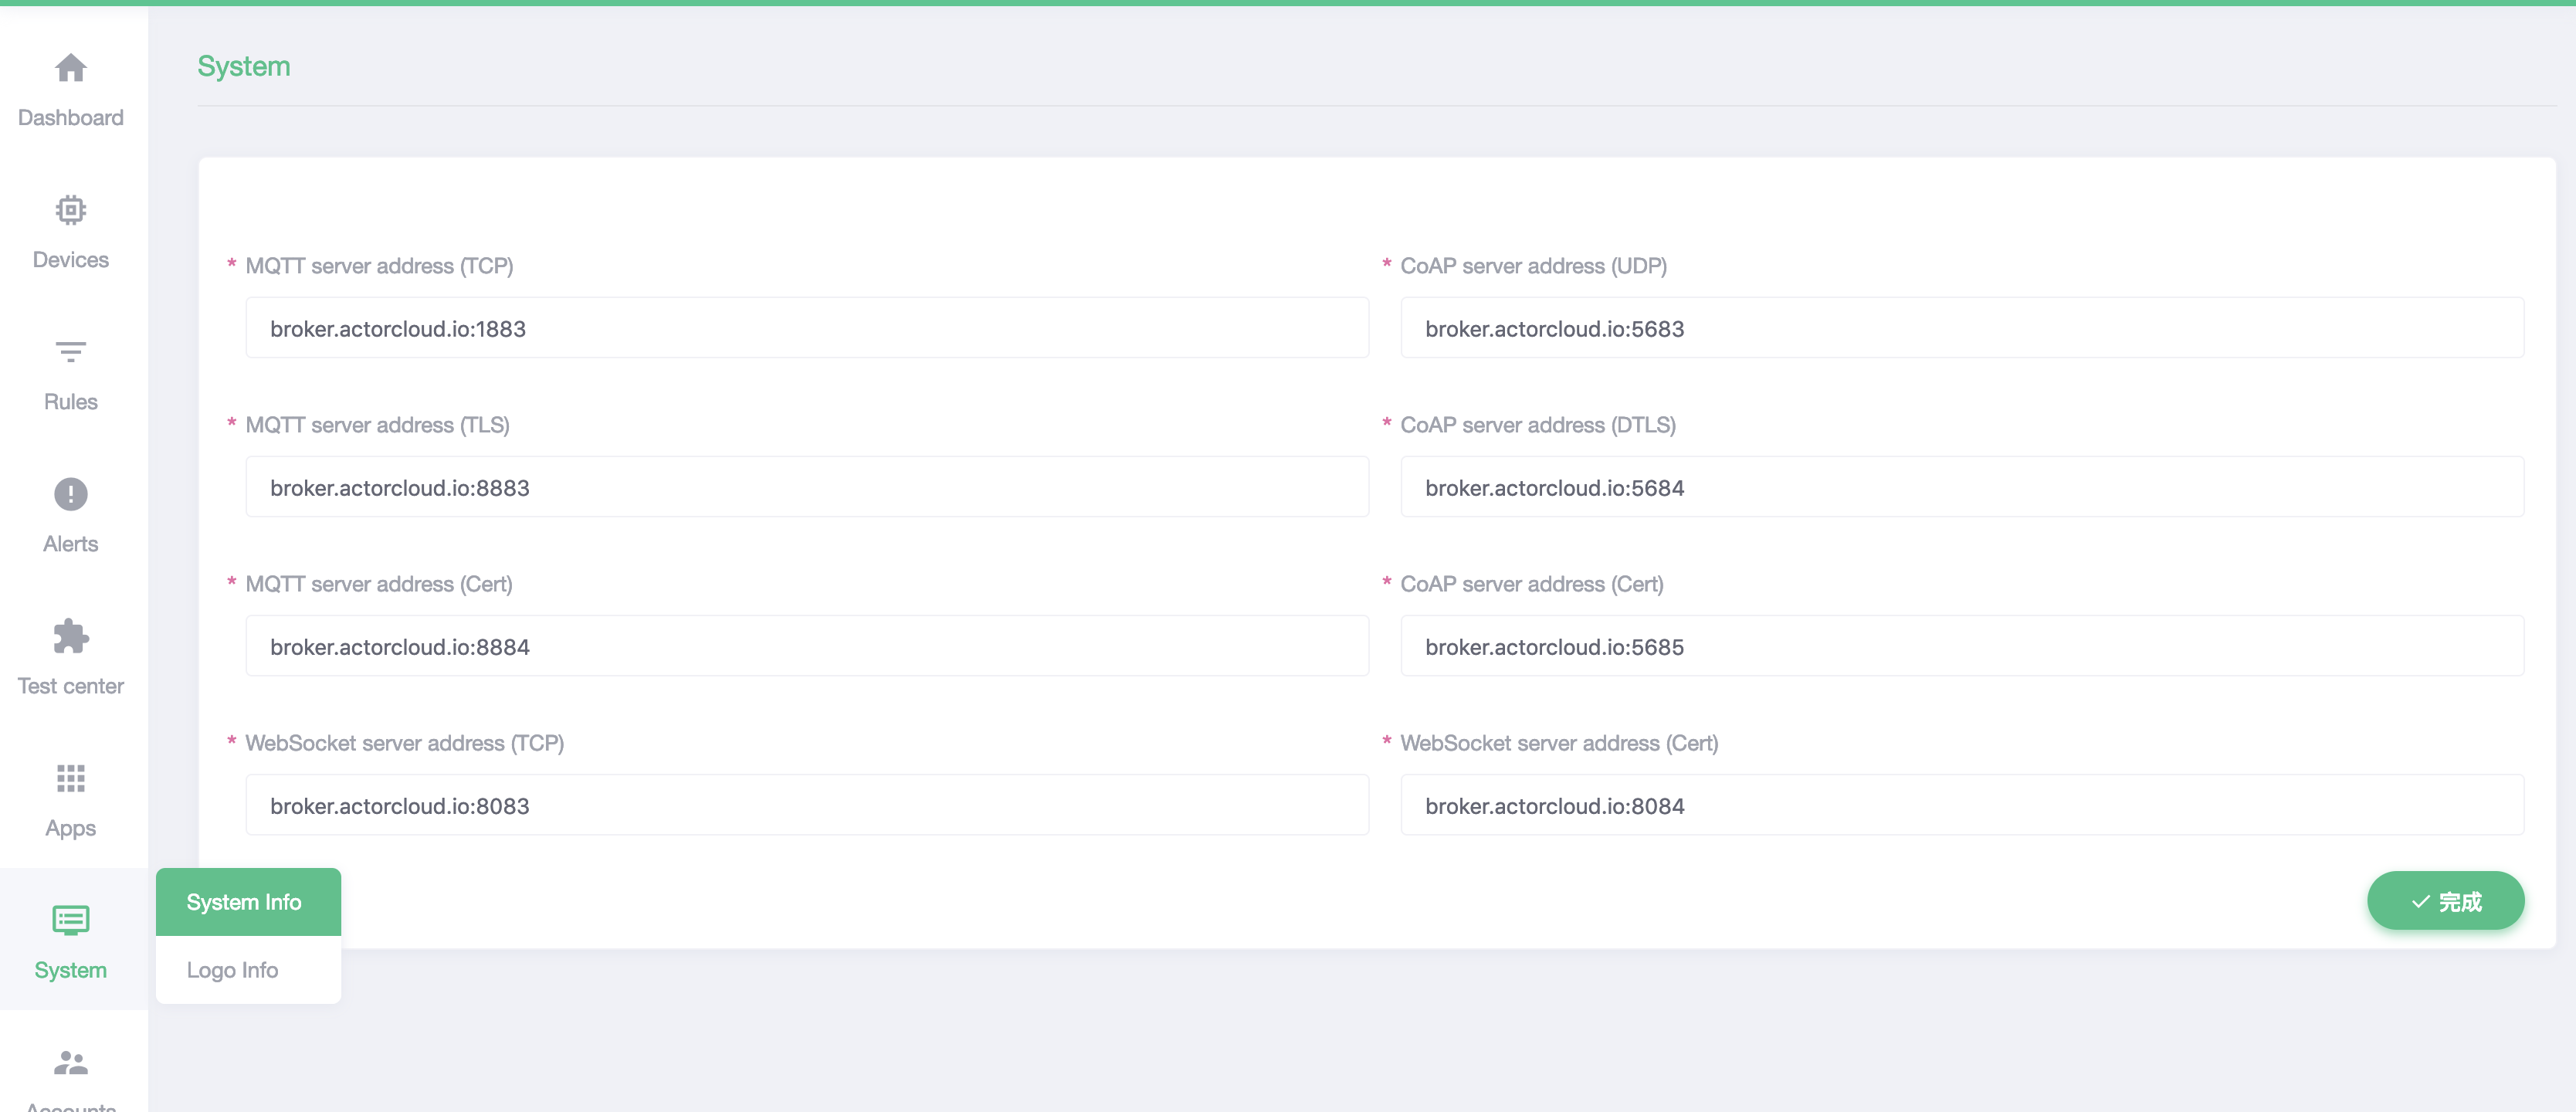 System
Dashboard
Devices
Rules
Alerts
Test center
Apps
System
Accounts
System Info
Logo Info
* MQTT server address (TCP)
broker.actorcloud.io:1883
* CoAP server address (UDP)
broker.actorcloud.io:5683
* MQTT server address (TLS)
broker.actorcloud.io:8883
* CoAP server address (DTLS)
broker.actorcloud.io:5684
* MQTT server address (Cert)
broker.actorcloud.io:8884
* CoAP server address (Cert)
broker.actorcloud.io:5685
* WebSocket server address (TCP)
broker.actorcloud.io:8083
* WebSocket server address (Cert)
broker.actorcloud.io:8084
完成